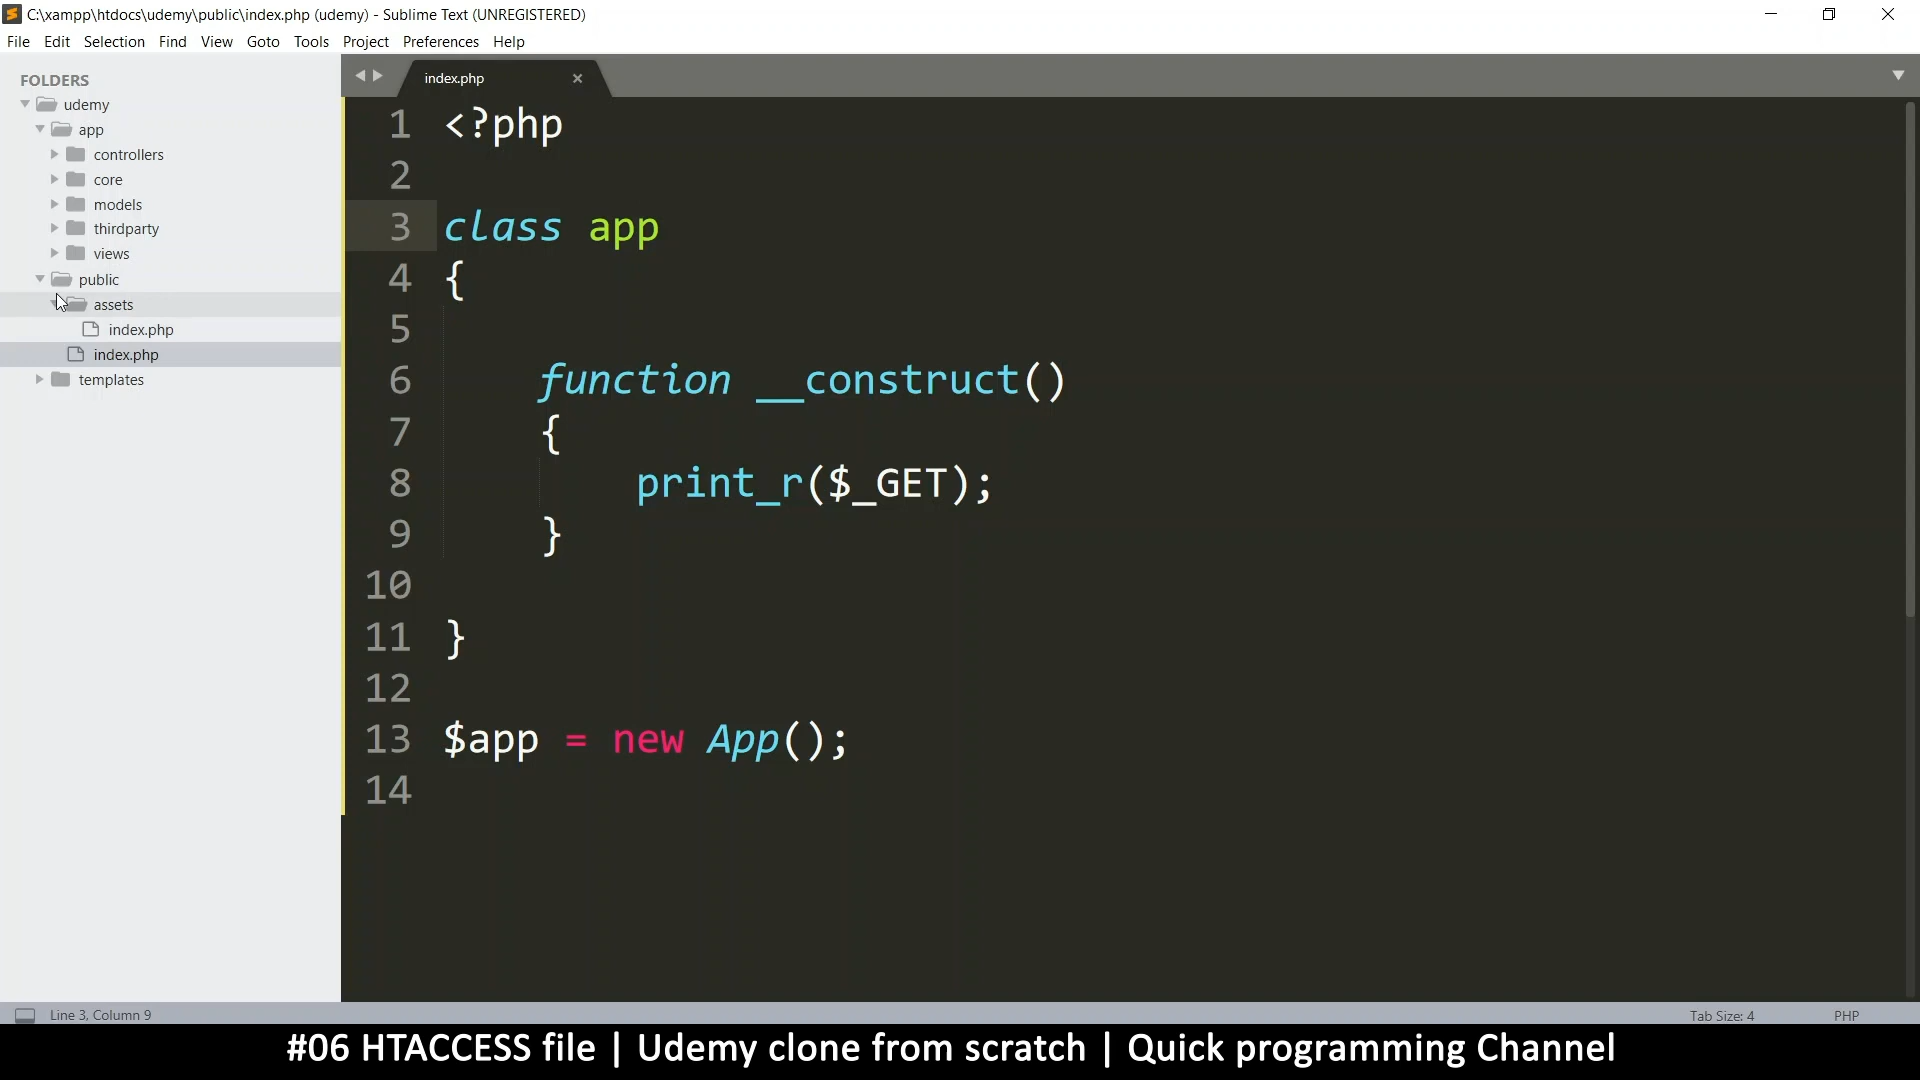 C:\xampp\htdocs\udemy\public\index.php (udemy) - Sublime Text (UNREGISTERED)
File Edit Selection Find View Goto Tools Project Preferences Help
FOLDERS
udemy
app
controllers
core
models
thirdparty
views
public
assets
index.php
index.php
templates
index.php
1 <?php
2
3 class app
4 {
5
6 function __construct()
7 {
8 print_r($_GET);
9 }
10
11 }
12
13 $app = new App();
14
Line 3, Column 9 Tab Size: 4 PHP
#06 HTACCESS file | Udemy clone from scratch | Quick programming Channel